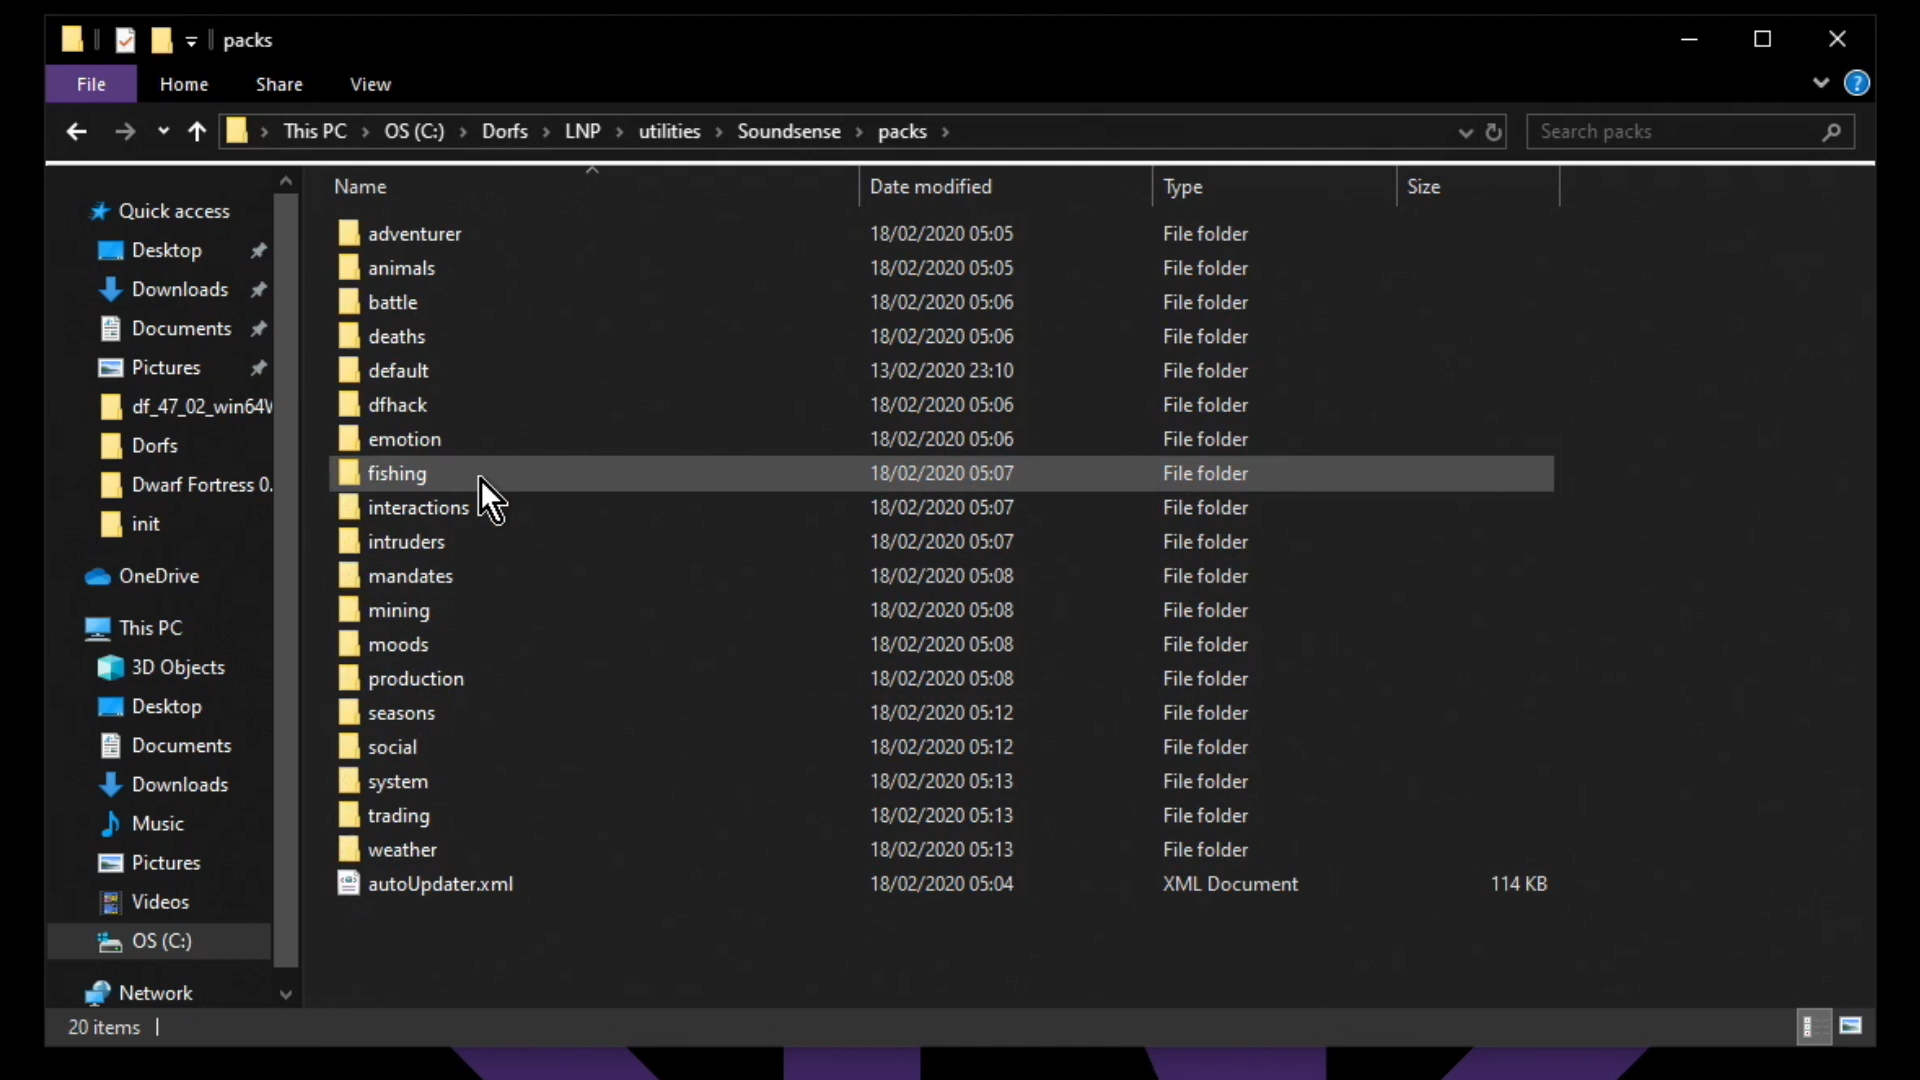 packs
File Home Share View
This PC OS (C:) Dorfs LNP utilities Soundsense packs Search packs
Name Date modified Type Size
Quick access
Desktop
Downloads
Documents
Pictures
df_47_02_win64
Dorfs
Dwarf Fortress 0.
init
OneDrive
This PC
3D Objects
Desktop
Documents
Downloads
Music
Pictures
Videos
OS (C:)
Network
adventurer 18/02/2020 05:05 File folder
animals 18/02/2020 05:05 File folder
battle 18/02/2020 05:06 File folder
deaths 18/02/2020 05:06 File folder
default 13/02/2020 23:10 File folder
dfhack 18/02/2020 05:06 File folder
emotion 18/02/2020 05:06 File folder
fishing 18/02/2020 05:07 File folder
interactions 18/02/2020 05:07 File folder
intruders 18/02/2020 05:07 File folder
mandates 18/02/2020 05:08 File folder
mining 18/02/2020 05:08 File folder
moods 18/02/2020 05:08 File folder
production 18/02/2020 05:08 File folder
seasons 18/02/2020 05:12 File folder
social 18/02/2020 05:12 File folder
system 18/02/2020 05:13 File folder
trading 18/02/2020 05:13 File folder
weather 18/02/2020 05:13 File folder
autoUpdater.xml 18/02/2020 05:04 XML Document 114 KB
20 items